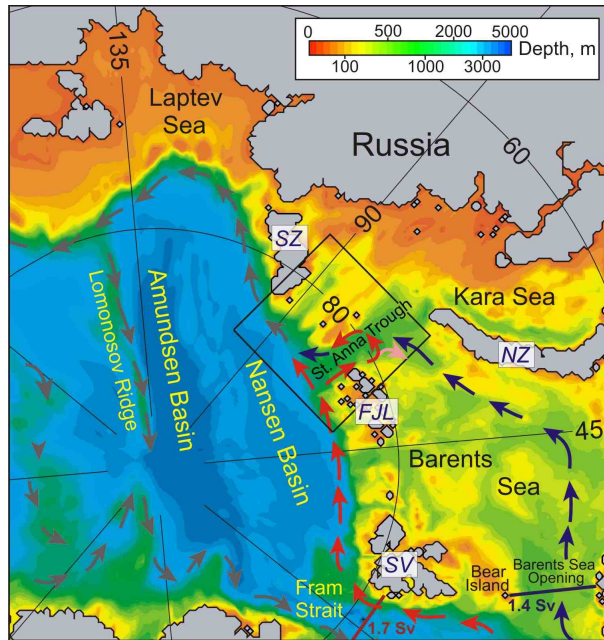 0 500 2000 5000
Depth, m
100 1000 3000
135
Laptev
Sea
Russia
60
90
SZ
Kara Sea
80
St. Anna Trough
NZ
Lomonosov Ridge
Amundsen Basin
Nansen Basin
FJL
45
Barents
Sea
SV
Bear
Island
Barents Sea
Opening
1.4 Sv
Fram
Strait
1.7 Sv